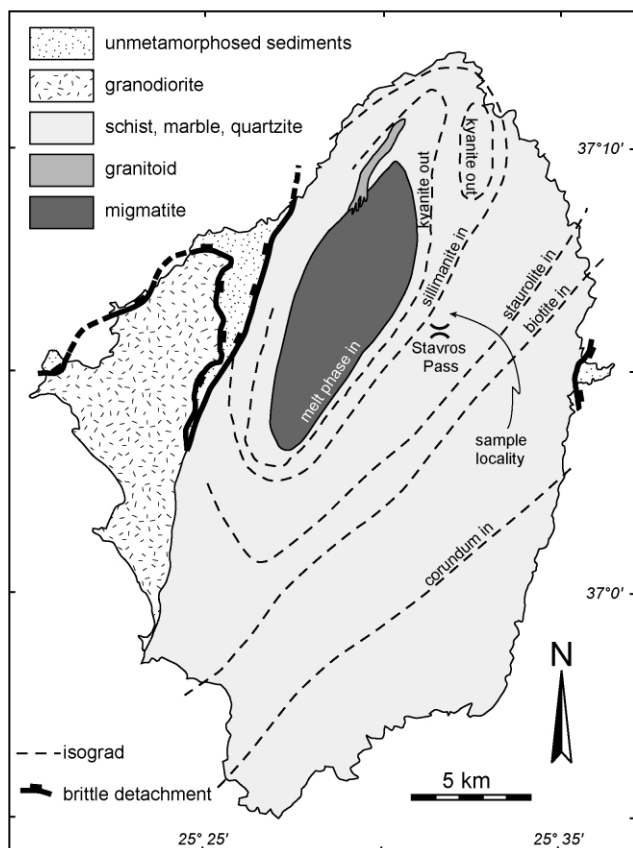 unmetamorphosed sediments
granodiorite
schist, marble, quartzite
granitoid
migmatite
kyanite out
37° 10'
kyanite out
sillimanite in
staurolite in
biotite in
Stavros
Pass
melt phase in
sample
locality
corundum in
37° 0'
N
isograd
brittle detachment
5 km
25° 25'
25° 35'